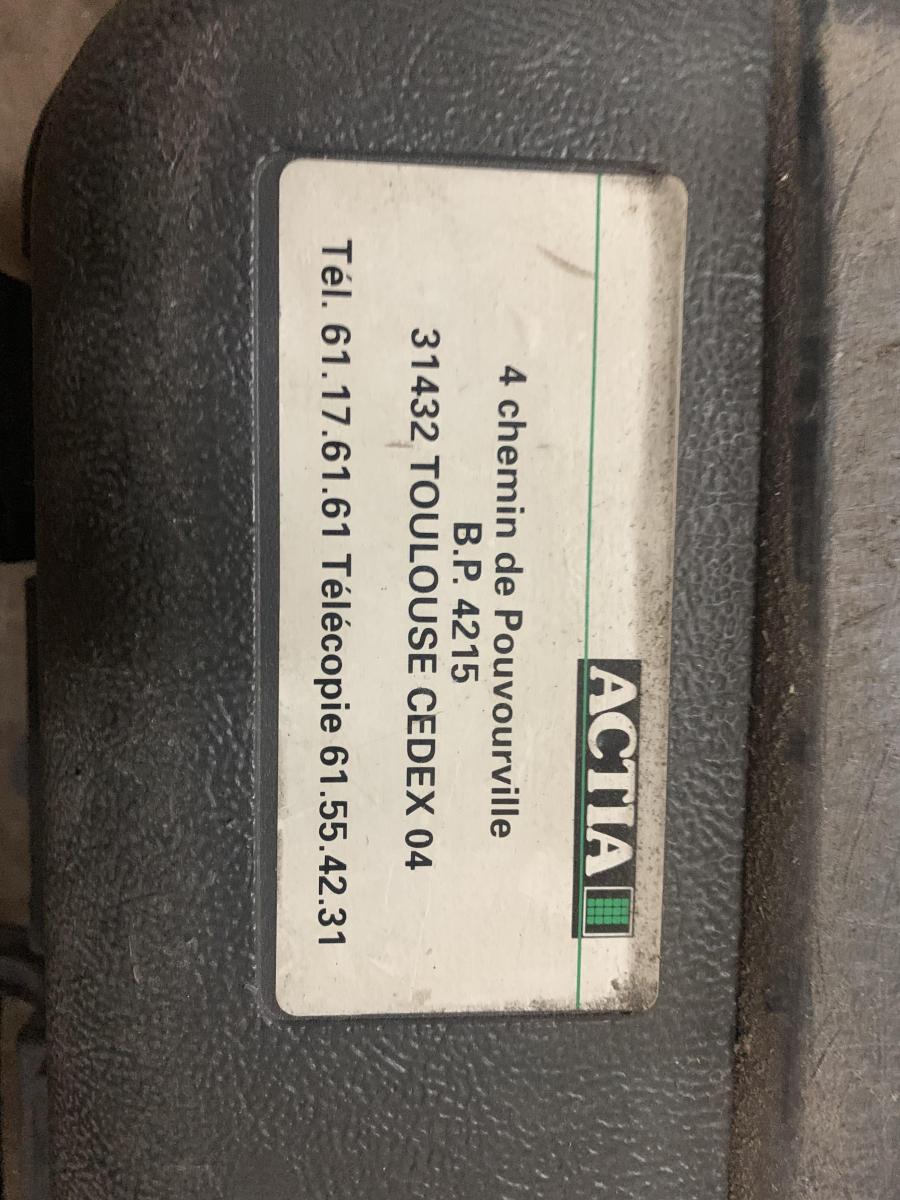 ACTIA
4 chemin de Pouvourville
B.P. 4215
31432 TOULOUSE CEDEX 04
Tél. 61.17.61.61 Télécopie 61.55.42.31